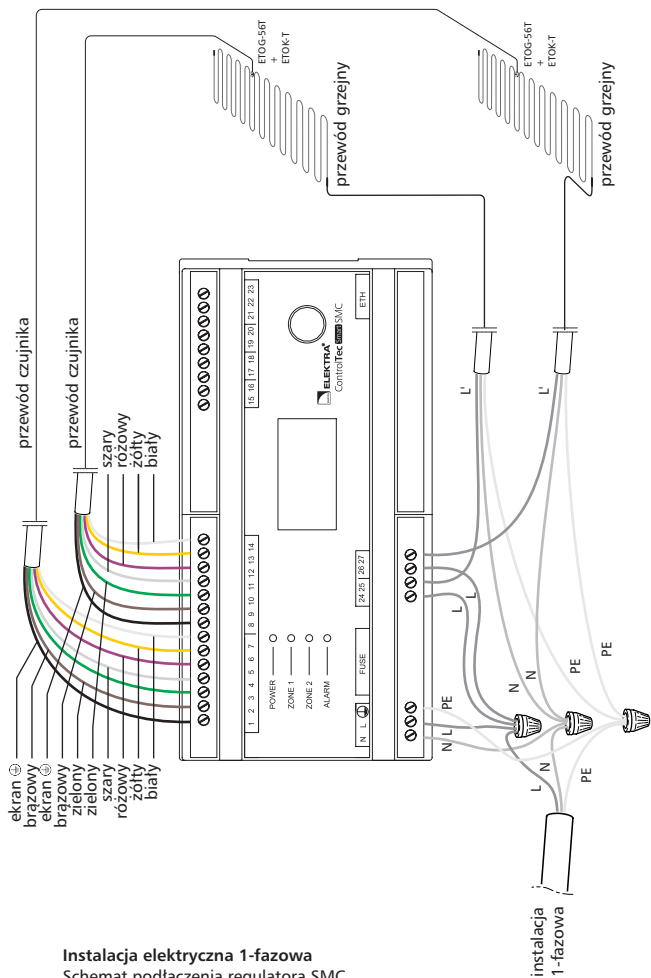 przewód czujnika
przewód czujnika
ekran
brązowy
ekran
brązowy
zielony
zielony
szary
różowy
żółty
biały
szary
różowy
żółty
biały
1 2 3 4 5 6 7 8 9 10 11 12 13 14
15 16 17 18 19 20 21 22 23
POWER
ZONE 1
ZONE 2
ALARM
ELEKTRA®
ControlTec Smart SMC
N L
FUSE
24 25 26 27
ETH
N L PE
L
L
L'
L'
N
N
PE
PE
L
N
PE
ETOG-56T
+
ETOK-T
przewód grzejny
ETOG-56T
+
ETOK-T
przewód grzejny
instalacja
1-fazowa
Instalacja elektryczna 1-fazowa
Schemat podłączenia regulatora SMC